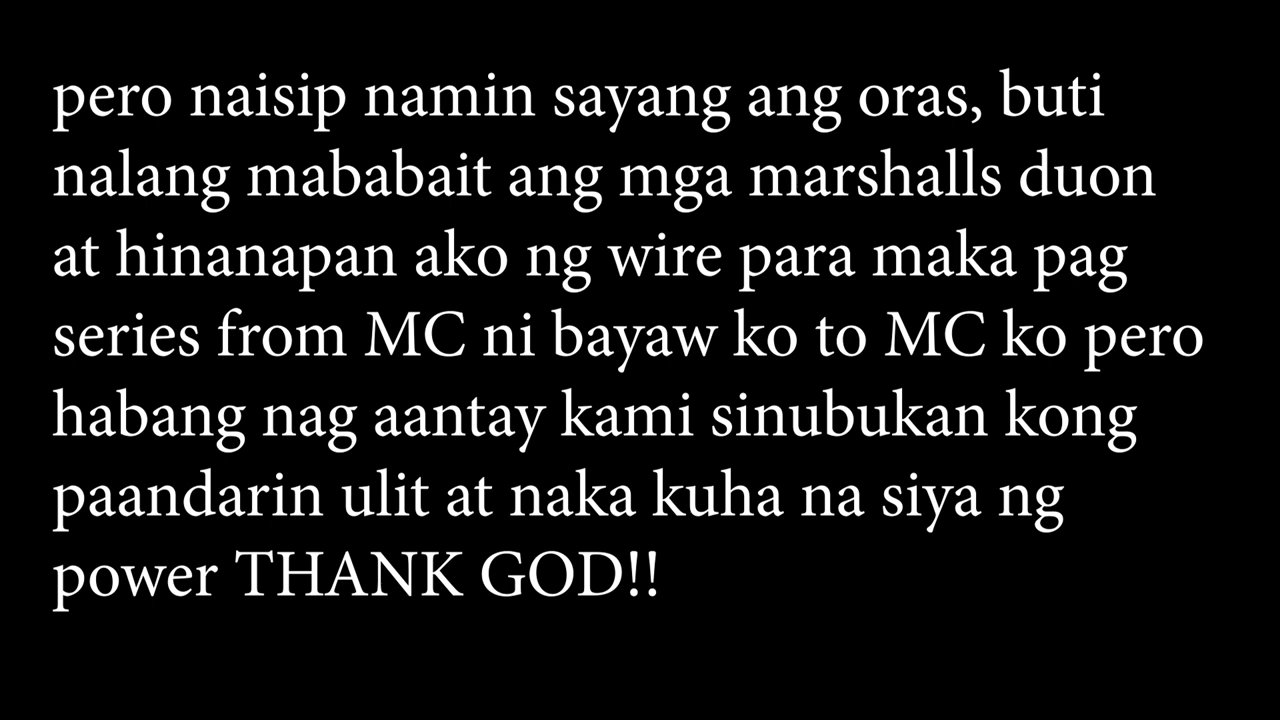 pero naisip namin sayang ang oras, buti
nalang mababait ang mga marshalls duon
at hinanapan ako ng wire para maka pag
series from MC ni bayaw ko to MC ko pero
habang nag aantay kami sinubukan kong
paandarin ulit at naka kuha na siya ng
power THANK GOD!!